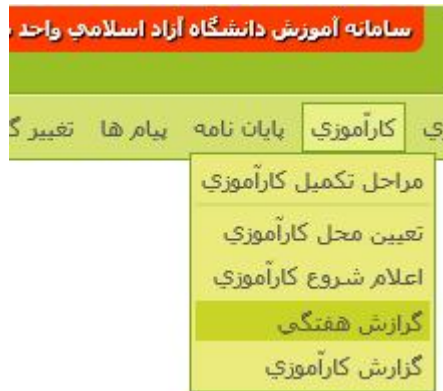 سامانه آموزش دانشگاه آزاد اسلامي واحد
كارآموزي پايان نامه پيام ها تغيير
مراحل تكميل كارآموزي
تعيين محل كارآموزي
اعلام شروع كارآموزي
گرازش هفتگي
گزارش كارآموزي